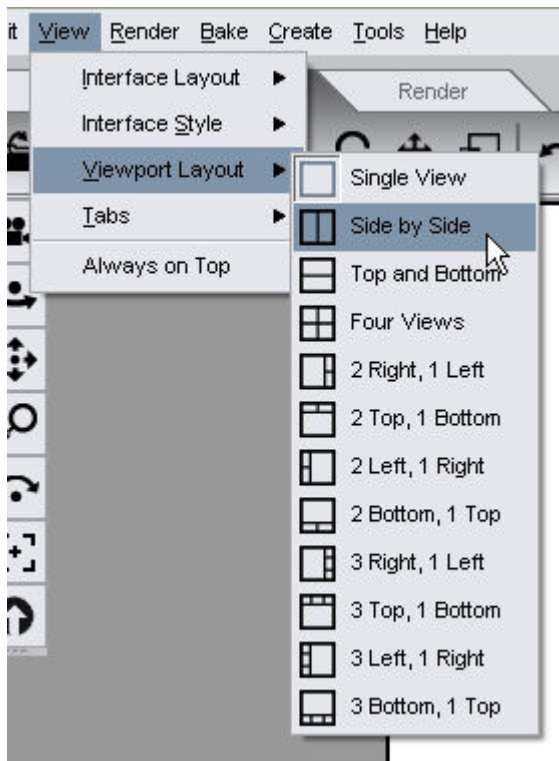 it View Render Bake Create Tools Help
Interface Layout
Render
Interface Style
Viewport Layout
Single View
Tabs
Side by Side
Always on Top
Top and Bottom
Four Views
2 Right, 1 Left
2 Top, 1 Bottom
2 Left, 1 Right
2 Bottom, 1 Top
3 Right, 1 Left
3 Top, 1 Bottom
3 Left, 1 Right
3 Bottom, 1 Top